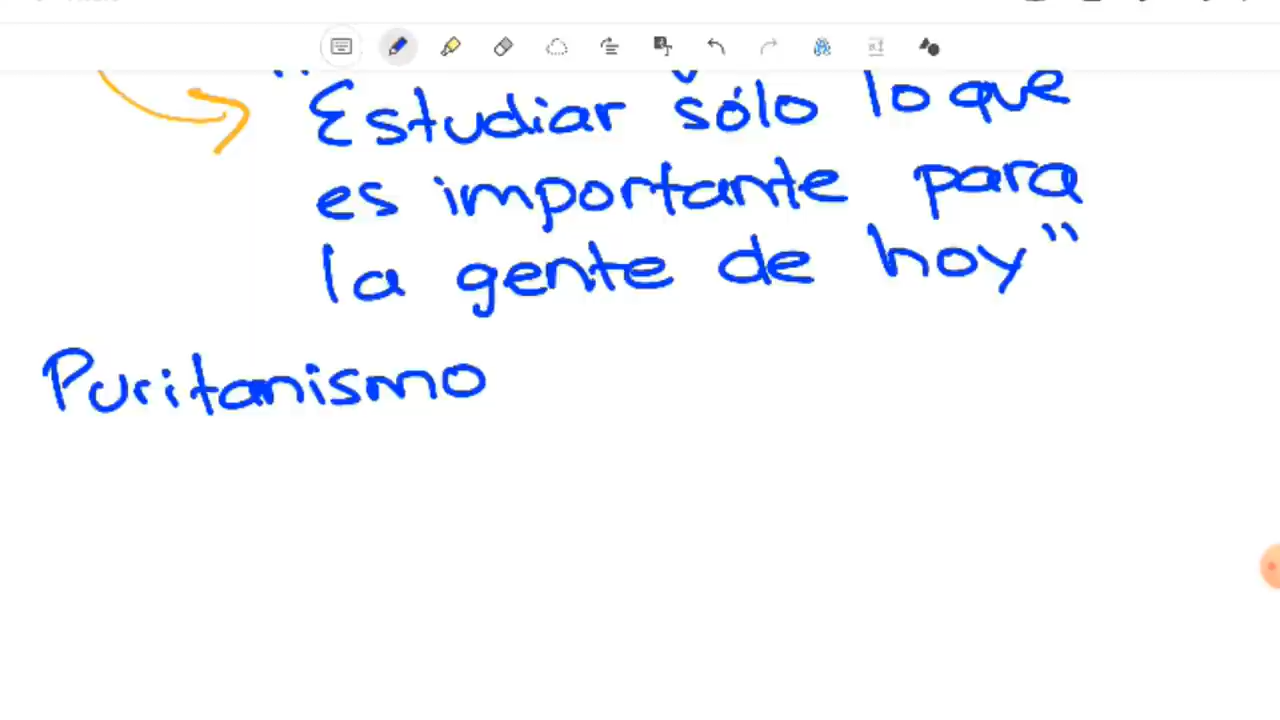 "
Estudiar sólo lo que
es importante para
la gente de hoy"
Puritanismo